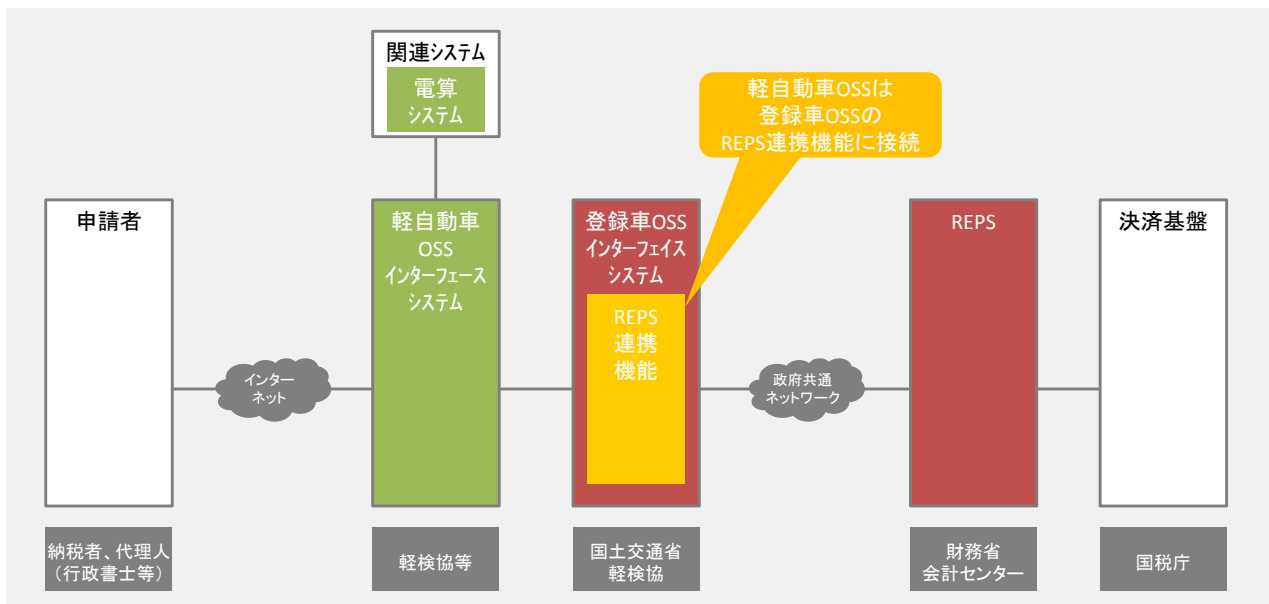 関連システム
電算
システム
軽自動車OSSは
登録車OSSの
REPS連携機能に接続
申請者
軽自動車
OSS
インターフェース
システム
登録車OSS
インターフェイス
システム
REPS
連携
機能
REPS
決済基盤
インター
ネット
政府共通
ネットワーク
納税者、代理人
（行政書士等）
軽検協等
国土交通省
軽検協
財務省
会計センター
国税庁